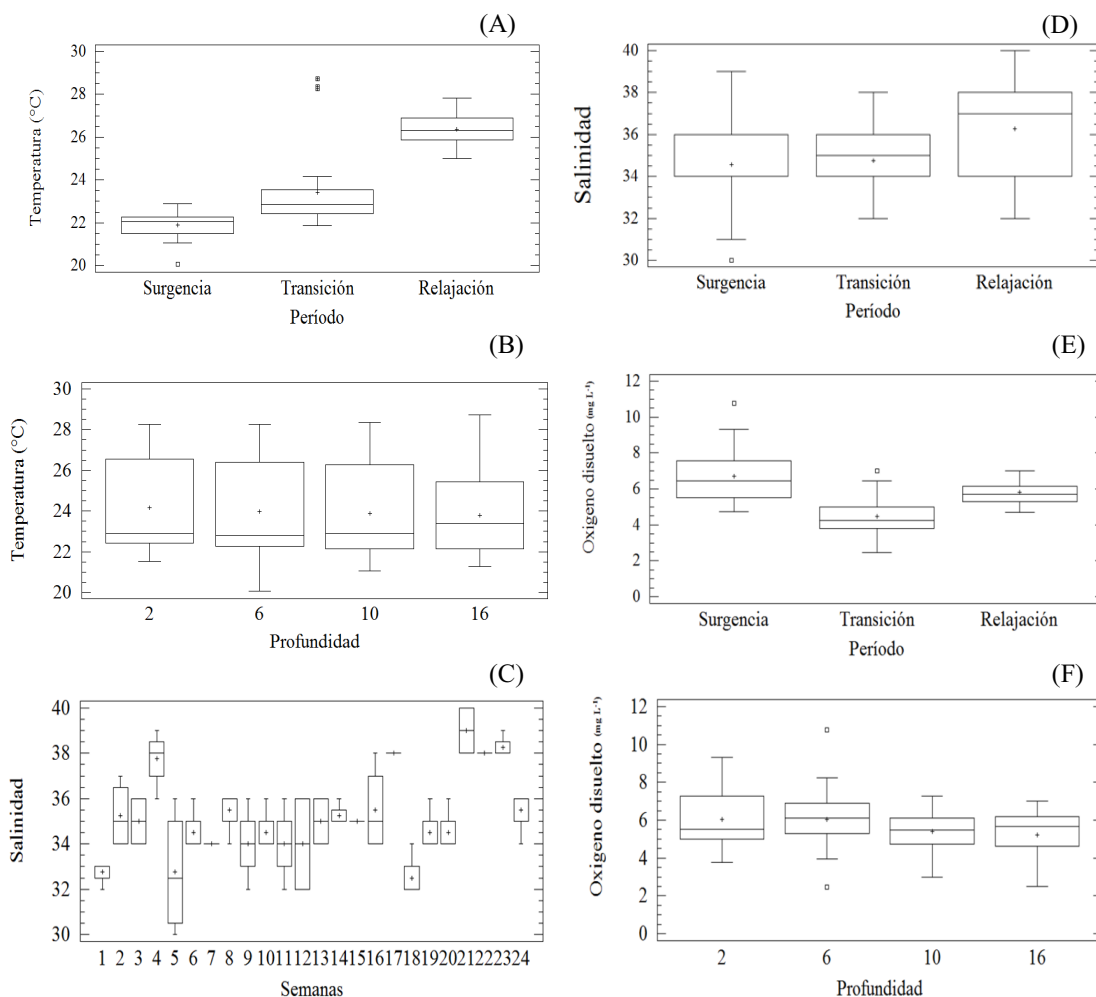 (A)
Temperatura (°C)
30
28
26
24
22
20
Surgencia Transición Relajación
Período
(D)
Salinidad
40
38
36
34
32
30
Surgencia Transición Relajación
Período
(B)
Temperatura (°C)
30
28
26
24
22
20
2 6 10 16
Profundidad
(E)
Oxigeno disuelto (mg L-1)
12
10
8
6
4
2
0
Surgencia Transición Relajación
Período
(C)
Salinidad
40
38
36
34
32
30
1 2 3 4 5 6 7 8 9 10 11 12 13 14 15 16 17 18 19 20 21 22 23 24
Semanas
(F)
Oxigeno disuelto (mg L-1)
12
10
8
6
4
2
0
2 6 10 16
Profundidad